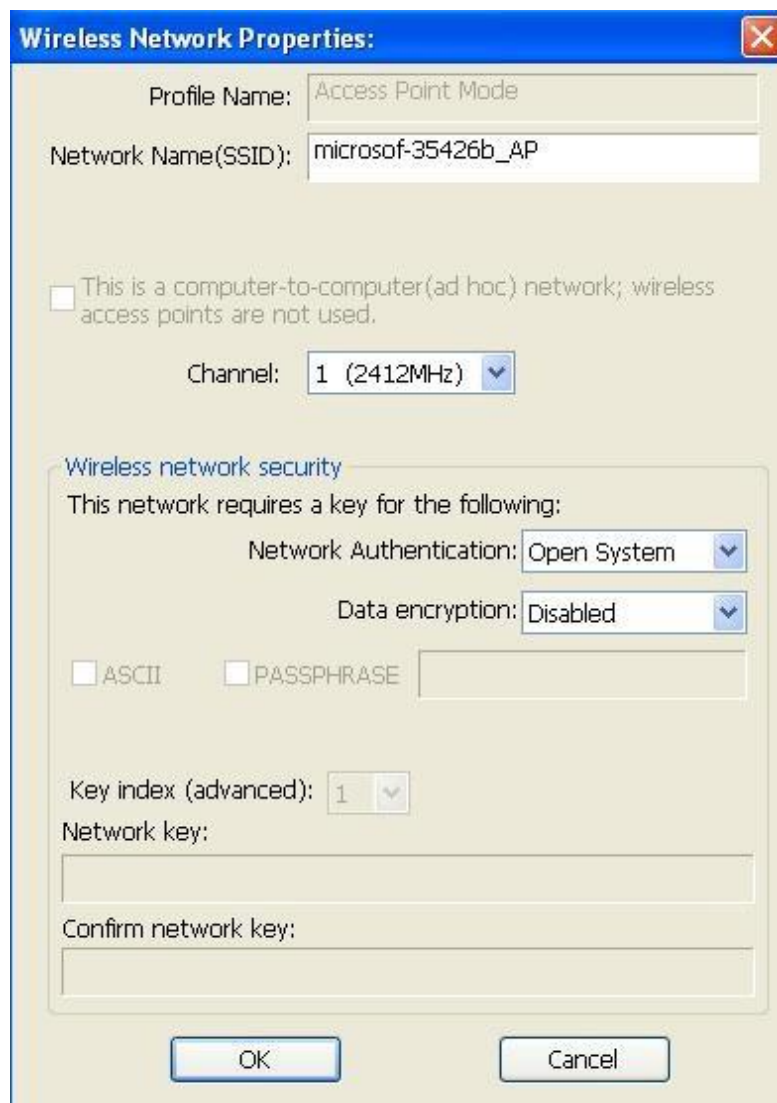 Wireless Network Properties:
Profile Name: Access Point Mode
Network Name(SSID): microsof-35426b_AP
This is a computer-to-computer(ad hoc) network; wireless
access points are not used.
Channel: 1 (2412MHz)
Wireless network security
This network requires a key for the following:
Network Authentication: Open System
Data encryption: Disabled
ASCII PASSPHRASE
Key index (advanced): 1
Network key:
Confirm network key:
OK Cancel